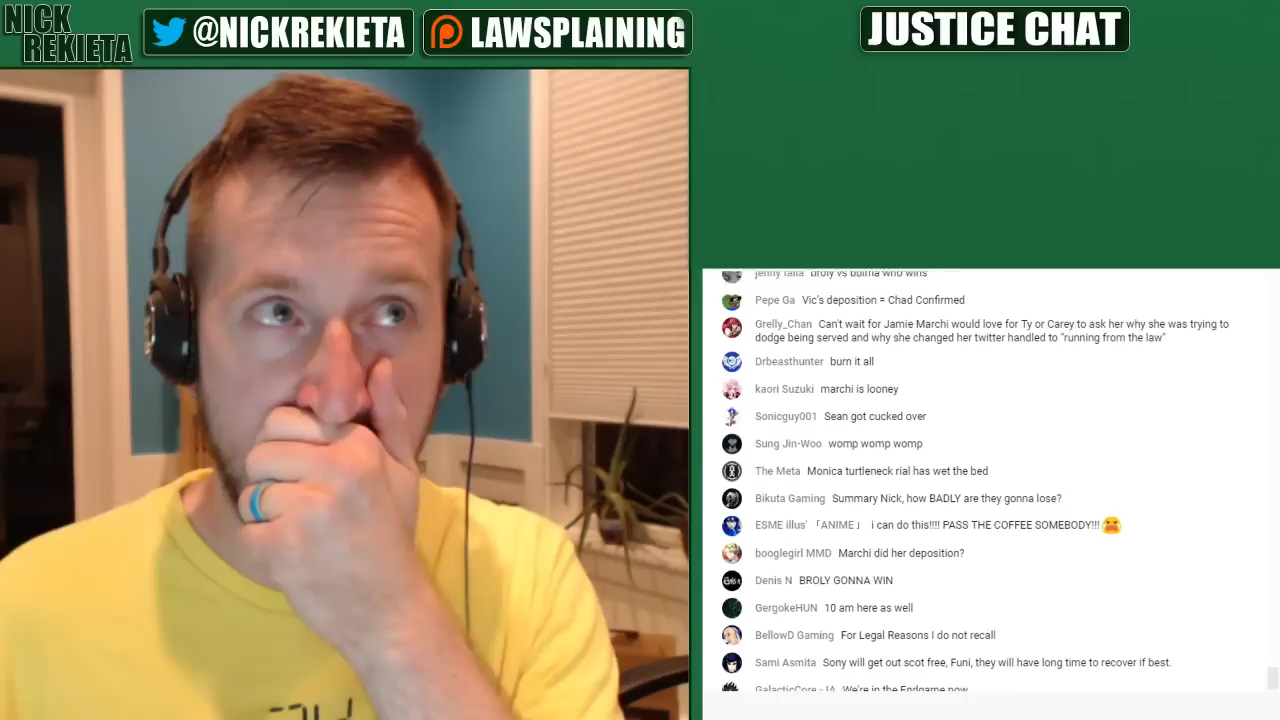 NICK
REKIETA
@NICKREKIETA
LAWSPLAINING
JUSTICE CHAT
broly vs bulma who wins
Pepe Ga Vic's deposition = Chad Confirmed
Grelly_Chan Can't wait for Jamie Marchi would love for Ty or Carey to ask her why she was trying to
dodge being served and why she changed her twitter handled to "running from the law"
Drbeasthunter burn it all
kaori Suzuki marchi is looney
Sonicguy001 Sean got cucked over
Sung Jin-Woo womp womp womp
The Meta Monica turtleneck rial has wet the bed
Bikuta Gaming Summary Nick, how BADLY are they gonna lose?
ESME illus' 「ANIME」 i can do this!!!! PASS THE COFFEE SOMEBODY!!!
booglegirl MMD Marchi did her deposition?
Denis N BROLY GONNA WIN
GergokeHUN 10 am here as well
BellowD Gaming For Legal Reasons I do not recall
Sami Asmita Sony will get out scot free, Funi, they will have long time to recover if best.
GalacticCore - IA We're in the Endgame now